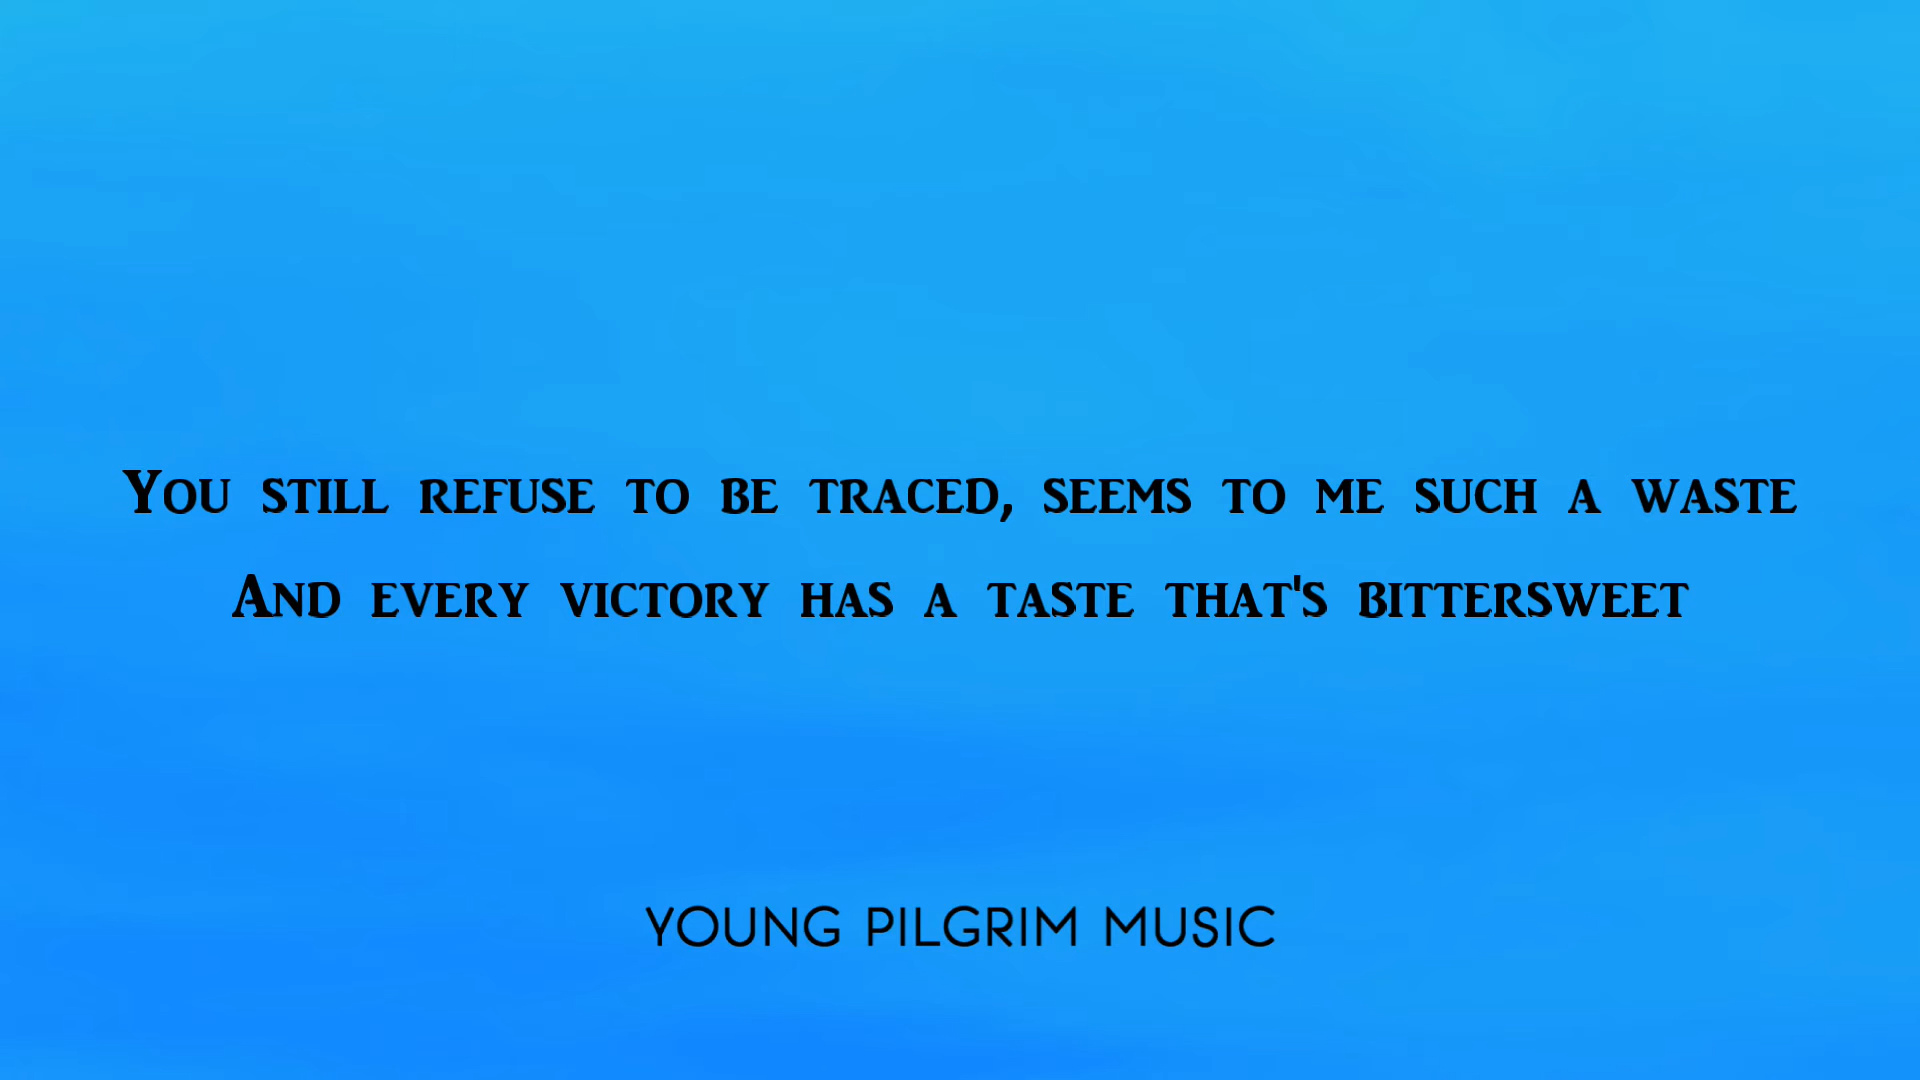 You still refuse to be traced, seems to me such a waste
And every victory has a taste that's bittersweet
YOUNG PILGRIM MUSIC